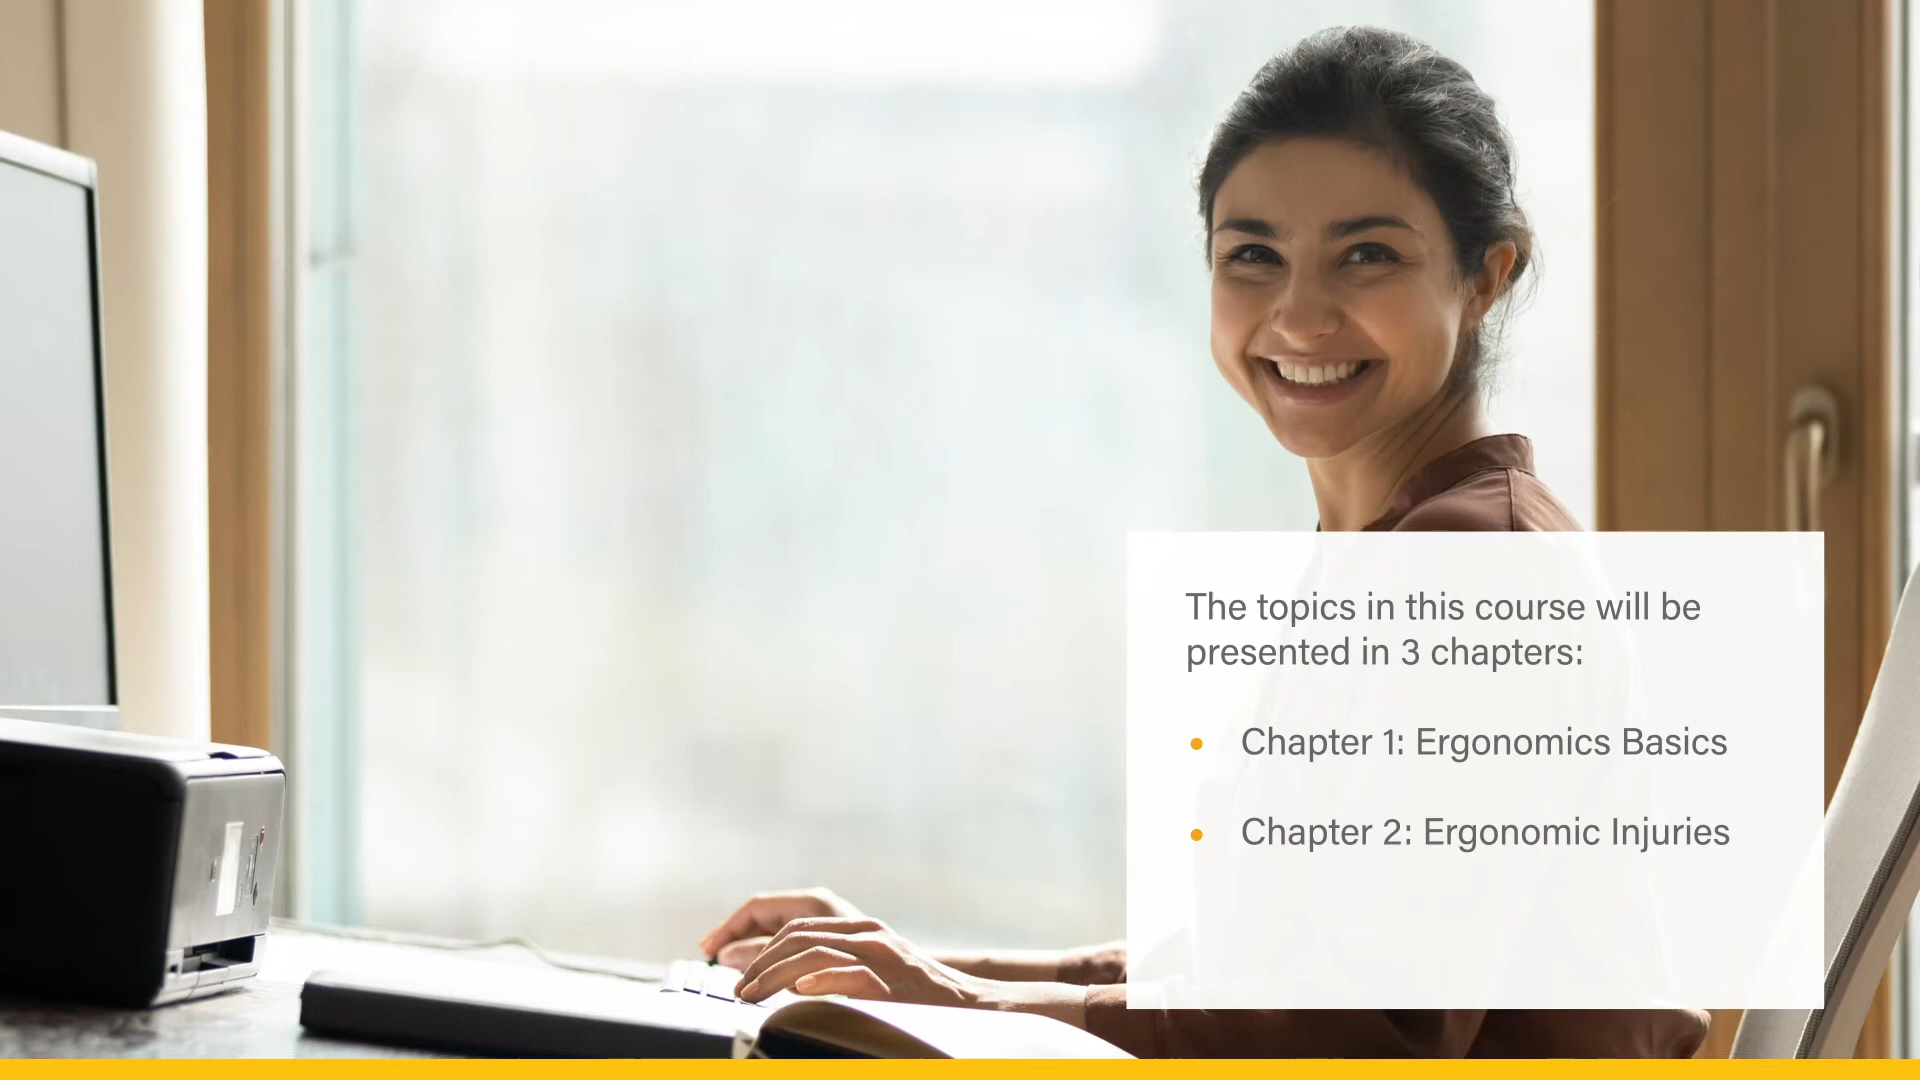 The topics in this course will be
presented in 3 chapters:
Chapter 1: Ergonomics Basics
Chapter 2: Ergonomic Injuries